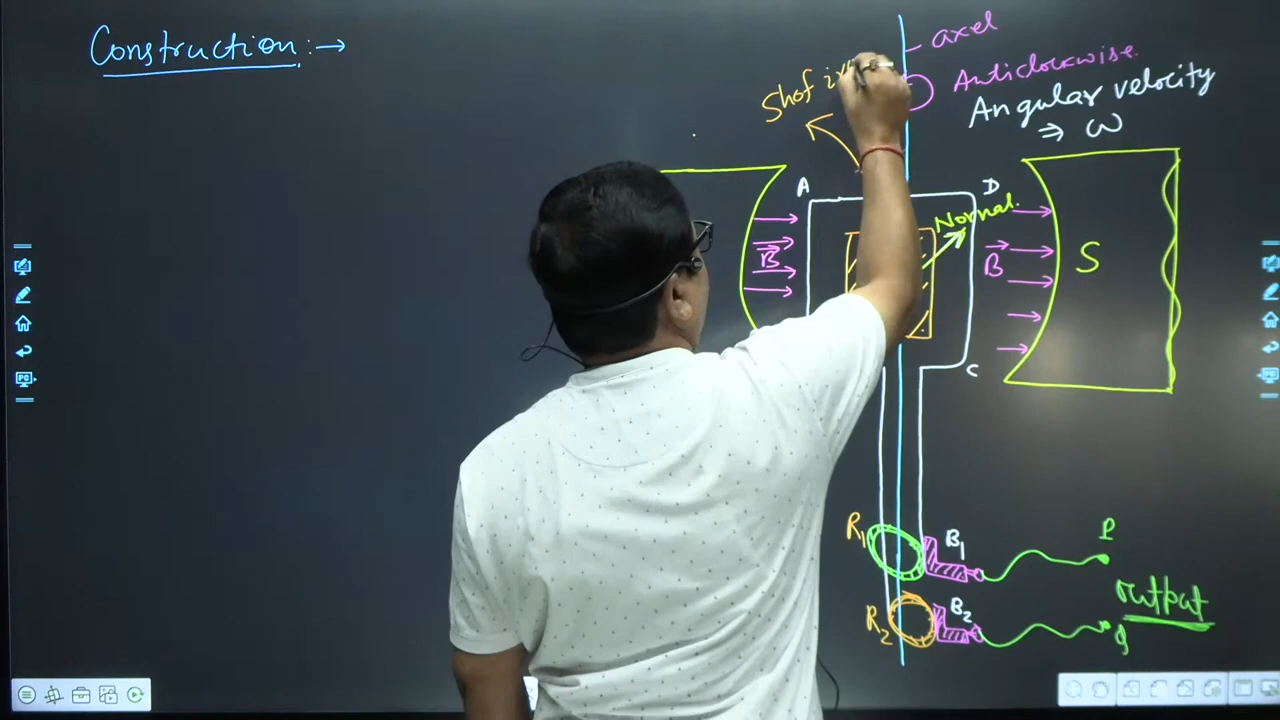 Construction :→
axel
Anticlockwise.
Angular velocity
⇒ ω
Shof
A
D
Normal.
B
B
S
C
R1
B1
P
output
R2
B2
q